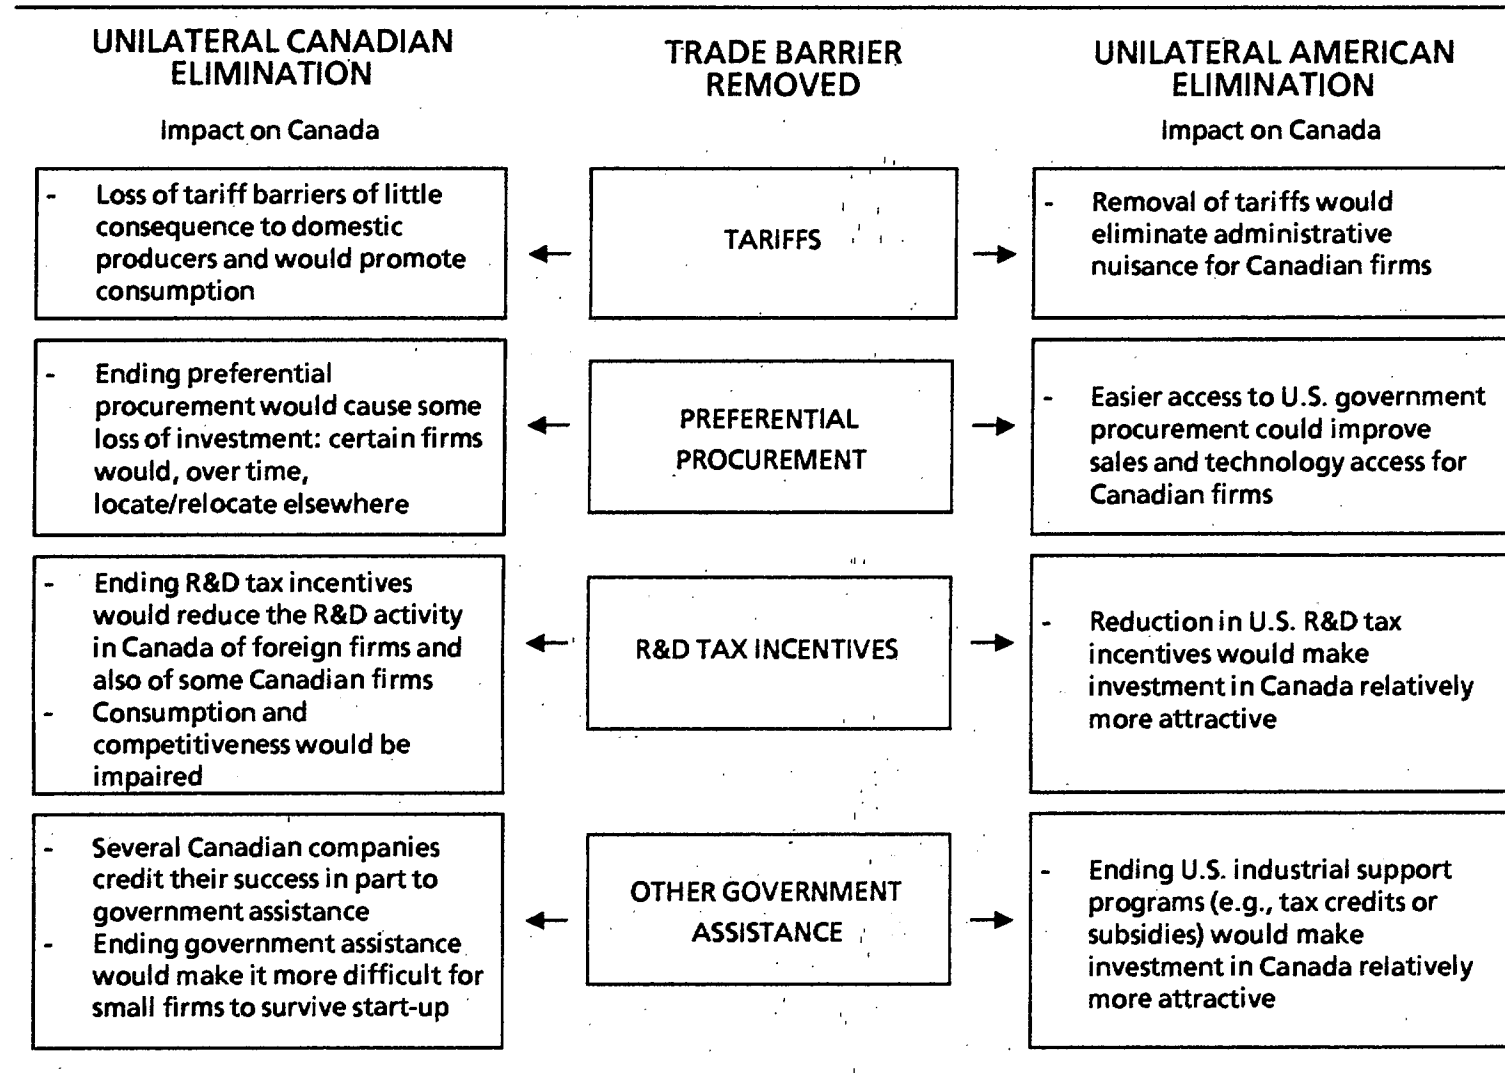 UNILATERAL CANADIAN
ELIMINATION
Impact on Canada
TRADE BARRIER
REMOVED
UNILATERAL AMERICAN
ELIMINATION
Impact on Canada
- Loss of tariff barriers of little
consequence to domestic
producers and would promote
consumption
TARIFFS
- Removal of tariffs would
eliminate administrative
nuisance for Canadian firms
- Ending preferential
procurement would cause some
loss of investment: certain firms
would, over time,
locate/relocate elsewhere
PREFERENTIAL
PROCUREMENT
- Easier access to U.S. government
procurement could improve
sales and technology access for
Canadian firms
- Ending R&D tax incentives
would reduce the R&D activity
in Canada of foreign firms and
also of some Canadian firms
- Consumption and
competitiveness would be
impaired
R&D TAX INCENTIVES
- Reduction in U.S. R&D tax
incentives would make
investment in Canada relatively
more attractive
- Several Canadian companies
credit their success in part to
government assistance
- Ending government assistance
would make it more difficult for
small firms to survive start-up
OTHER GOVERNMENT
ASSISTANCE
- Ending U.S. industrial support
programs (e.g., tax credits or
subsidies) would make
investment in Canada relatively
more attractive